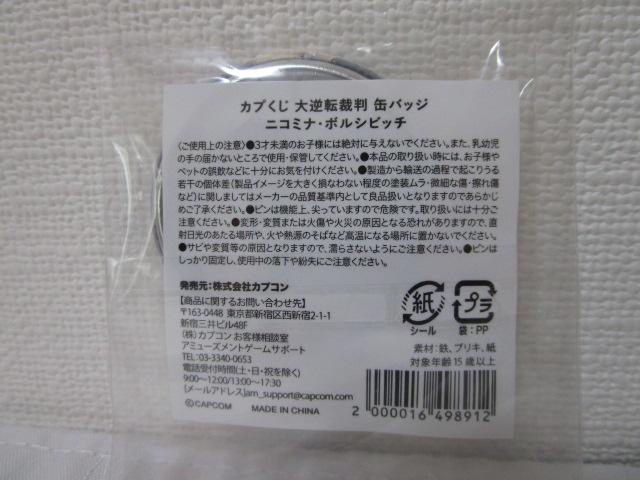 カプくじ 大逆転裁判 缶バッジ
ニコミナ・ボルシビッチ
〈ご使用上の注意〉●3才未満のお子様には絶対に与えないでください。また、乳幼児
の手の届かないところで使用・保管してください。●本品の取り扱い時には、お子様や
ペットの誤飲などに十分にお気を付けください。●製造から輸送の過程で起こりうる
若干の個体差(製品イメージを大きく損なわない程度の塗装ムラ・微細な傷・擦れ傷
など)に関しましてはメーカーの品質基準内として良品扱いとなりますのであらかじ
めご了承ください。●ピンは機能上、尖っていますので危険です。取り扱いには十分ご
注意ください。●変形・変質または火傷や火災の原因となる恐れがありますので、直
射日光のあたる場所や、火や熱源のそばなど高温になる場所に置かないでください。
●サビや変質等の原因となりますので、濡らさないようにご注意ください。●ピンは
しっかり固定し、使用中の落下や紛失にご注意ください。
発売元:株式会社カプコン
【商品に関するお問い合わせ先】
〒163-0448 東京都新宿区西新宿2-1-1
新宿三井ビル48F
(株)カプコン お客様相談室
アミューズメントゲームサポート
TEL:03-3340-0653
電話受付時間(土・日・祝を除く)
9:00〜12:00/13:00〜17:30
[メールアドレス]am_support@capcom.com
©CAPCOM MADE IN CHINA
紙
シール
プラ
袋:PP
素材:鉄、ブリキ、紙
対象年齢15歳以上
2 000016 498912